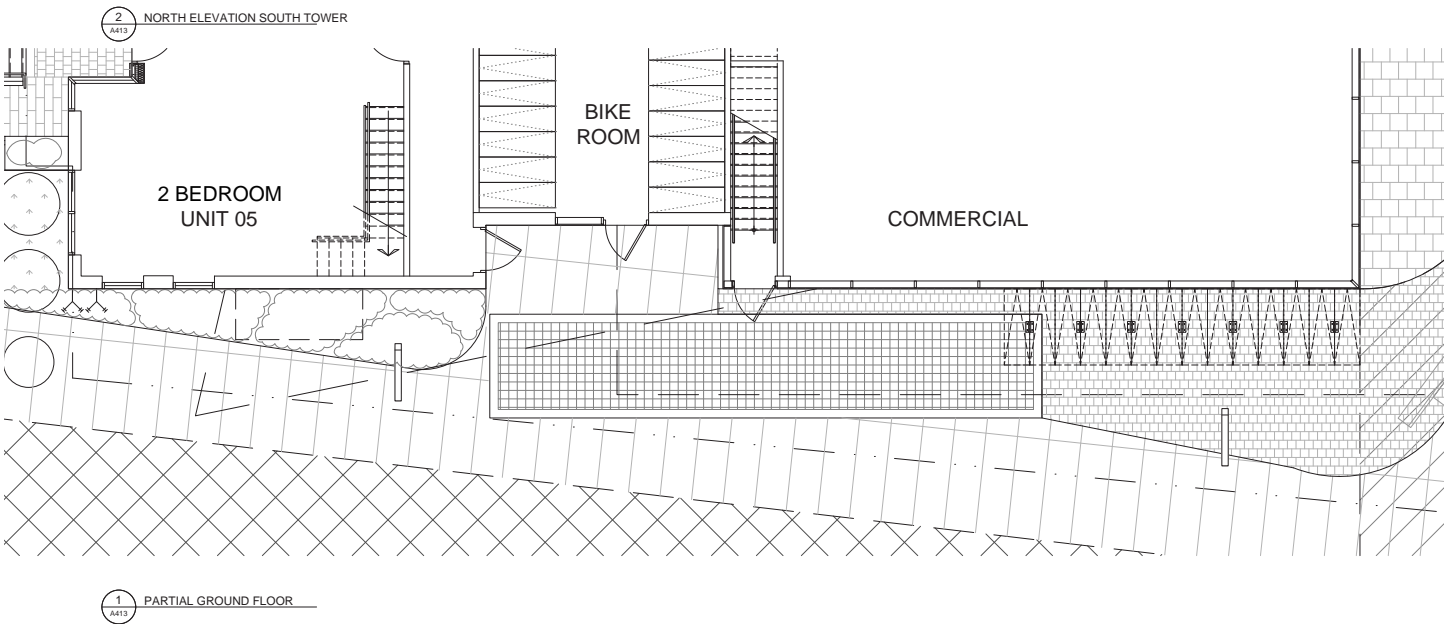 2 NORTH ELEVATION SOUTH TOWER
A413
BIKE
ROOM
2 BEDROOM
UNIT 05
COMMERCIAL
1 PARTIAL GROUND FLOOR
A413